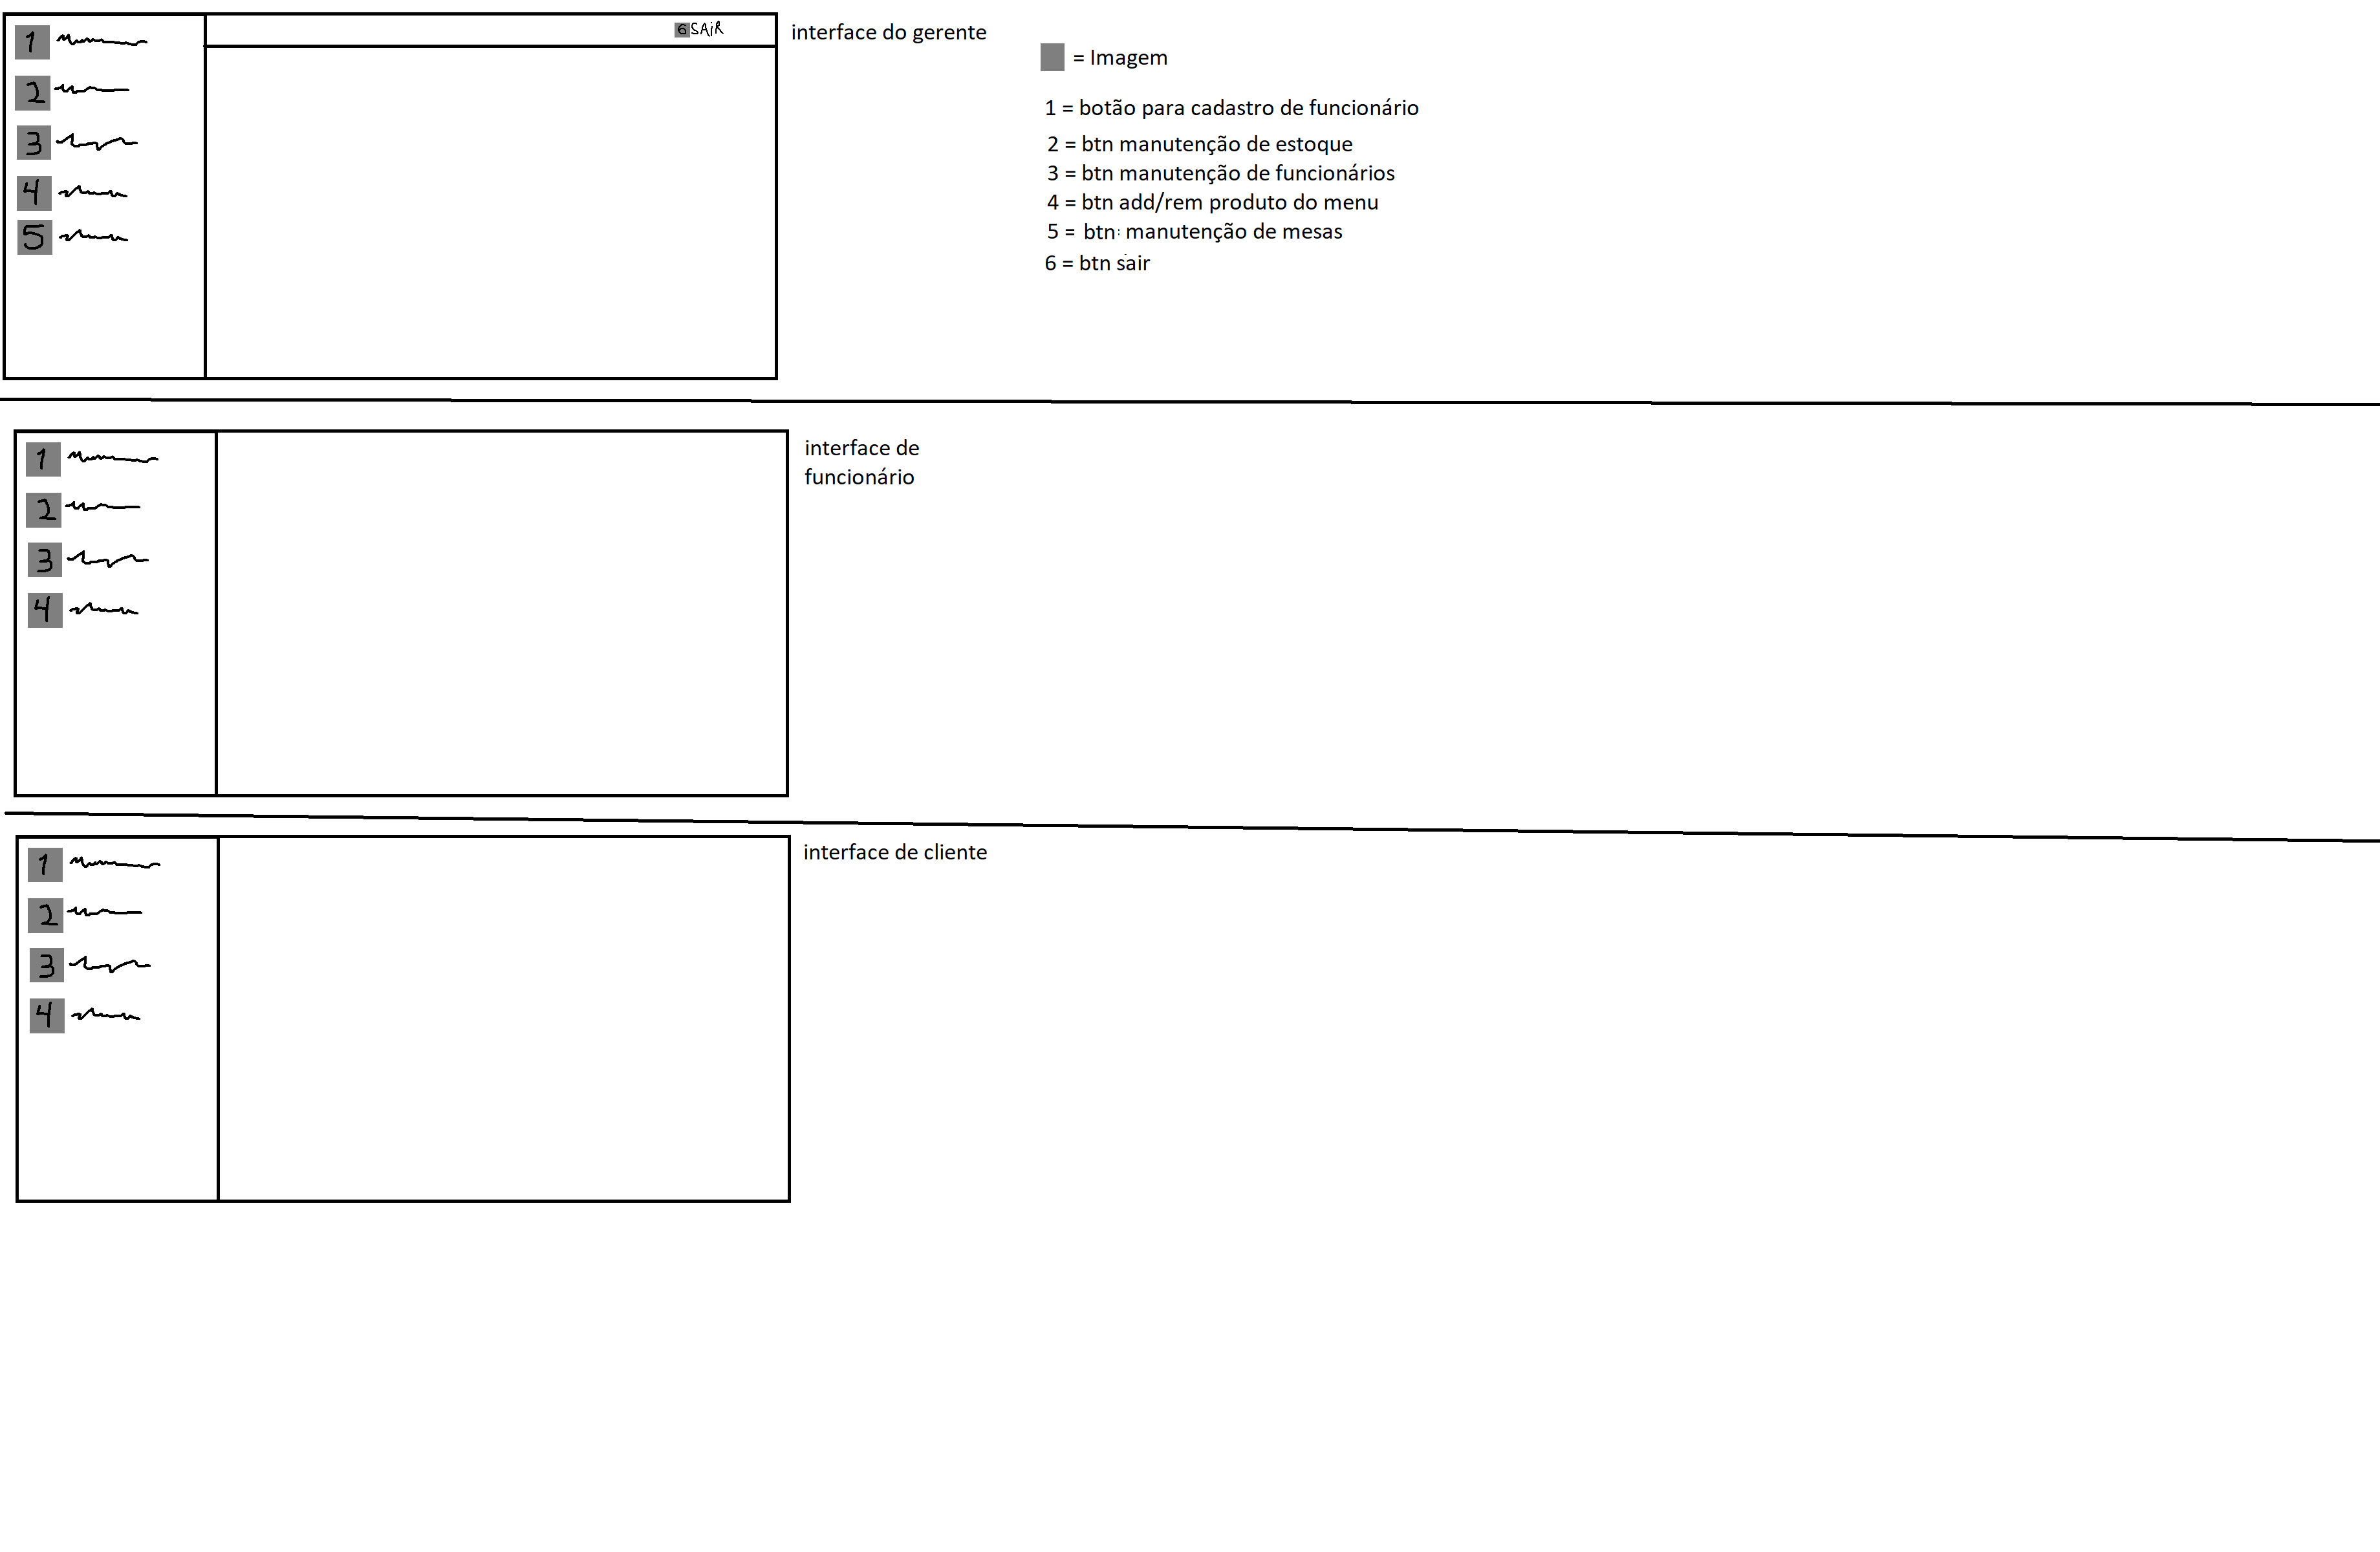 1
2
3
4
5
6 SAiR
interface do gerente
= Imagem
1 = botão para cadastro de funcionário
2 = btn manutenção de estoque
3 = btn manutenção de funcionários
4 = btn add/rem produto do menu
5 = btn manutenção de mesas
6 = btn sair
1
2
3
4
interface de
funcionário
1
2
3
4
interface de cliente